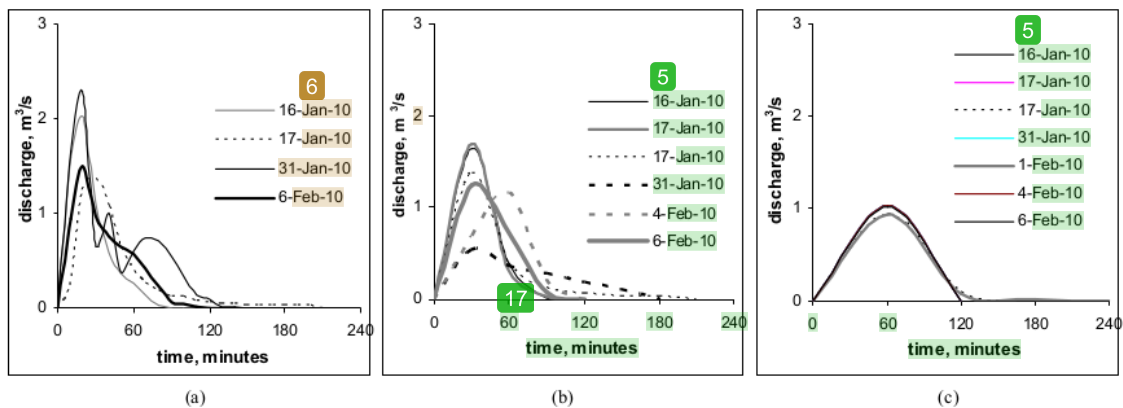 3
2
1
0
discharge, m³/s
0
60
120
180
240
time, minutes
6
16-Jan-10
17-Jan-10
31-Jan-10
6-Feb-10
(a)
3
2
1
0
discharge, m³/s
0
60
120
180
240
time, minutes
5
16-Jan-10
17-Jan-10
17-Jan-10
31-Jan-10
4-Feb-10
6-Feb-10
17
(b)
3
2
1
0
discharge, m³/s
0
60
120
180
240
time, minutes
5
16-Jan-10
17-Jan-10
17-Jan-10
31-Jan-10
1-Feb-10
4-Feb-10
6-Feb-10
(c)